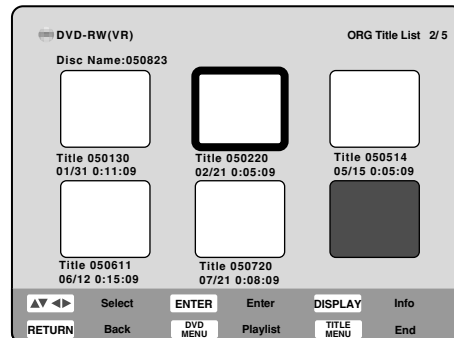 DVD-RW(VR) ORG Title List 2/5
Disc Name:050823
Title 050130 Title 050220 Title 050514
01/31 0:11:09 02/21 0:05:09 05/15 0:05:09
Title 050611 Title 050720
06/12 0:15:09 07/21 0:08:09
▲▼ ◀▶ Select ENTER Enter DISPLAY Info
RETURN Back DVD MENU Playlist TITLE MENU End